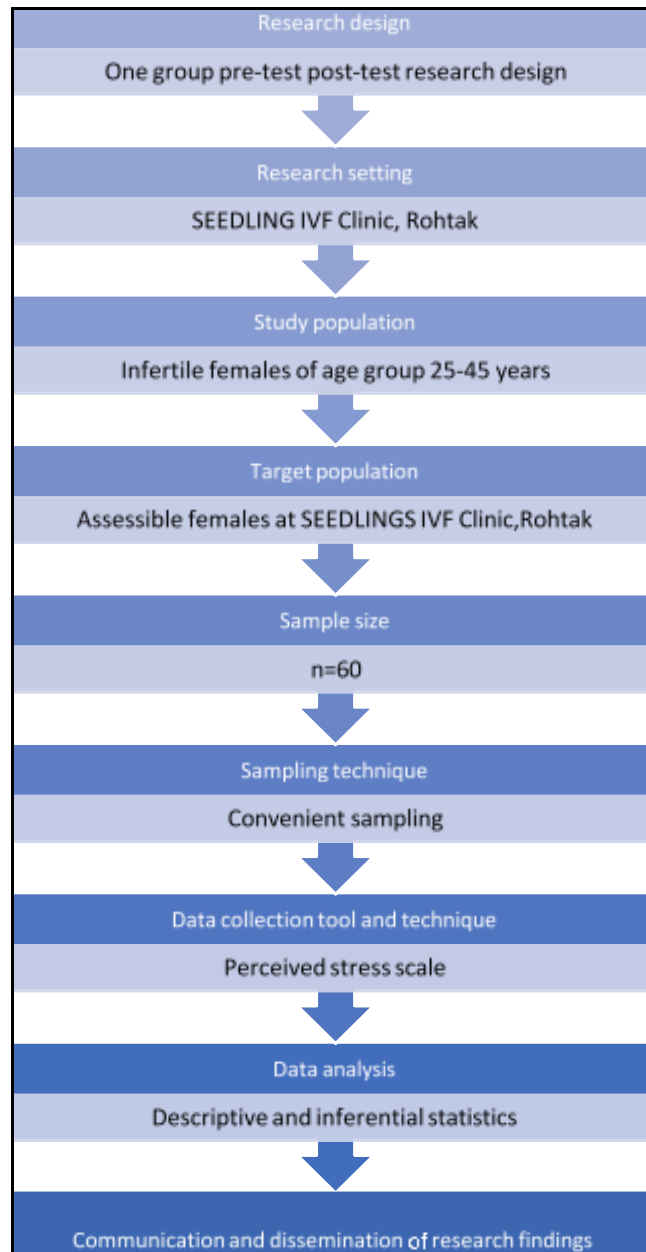 Research design
One group pre-test post-test research design
Research setting
SEEDLING IVF Clinic, Rohtak
Study population
Infertile females of age group 25-45 years
Target population
Assessible females at SEEDLINGS IVF Clinic,Rohtak
Sample size
n=60
Sampling technique
Convenient sampling
Data collection tool and technique
Perceived stress scale
Data analysis
Descriptive and inferential statistics
Communication and dissemination of research findings